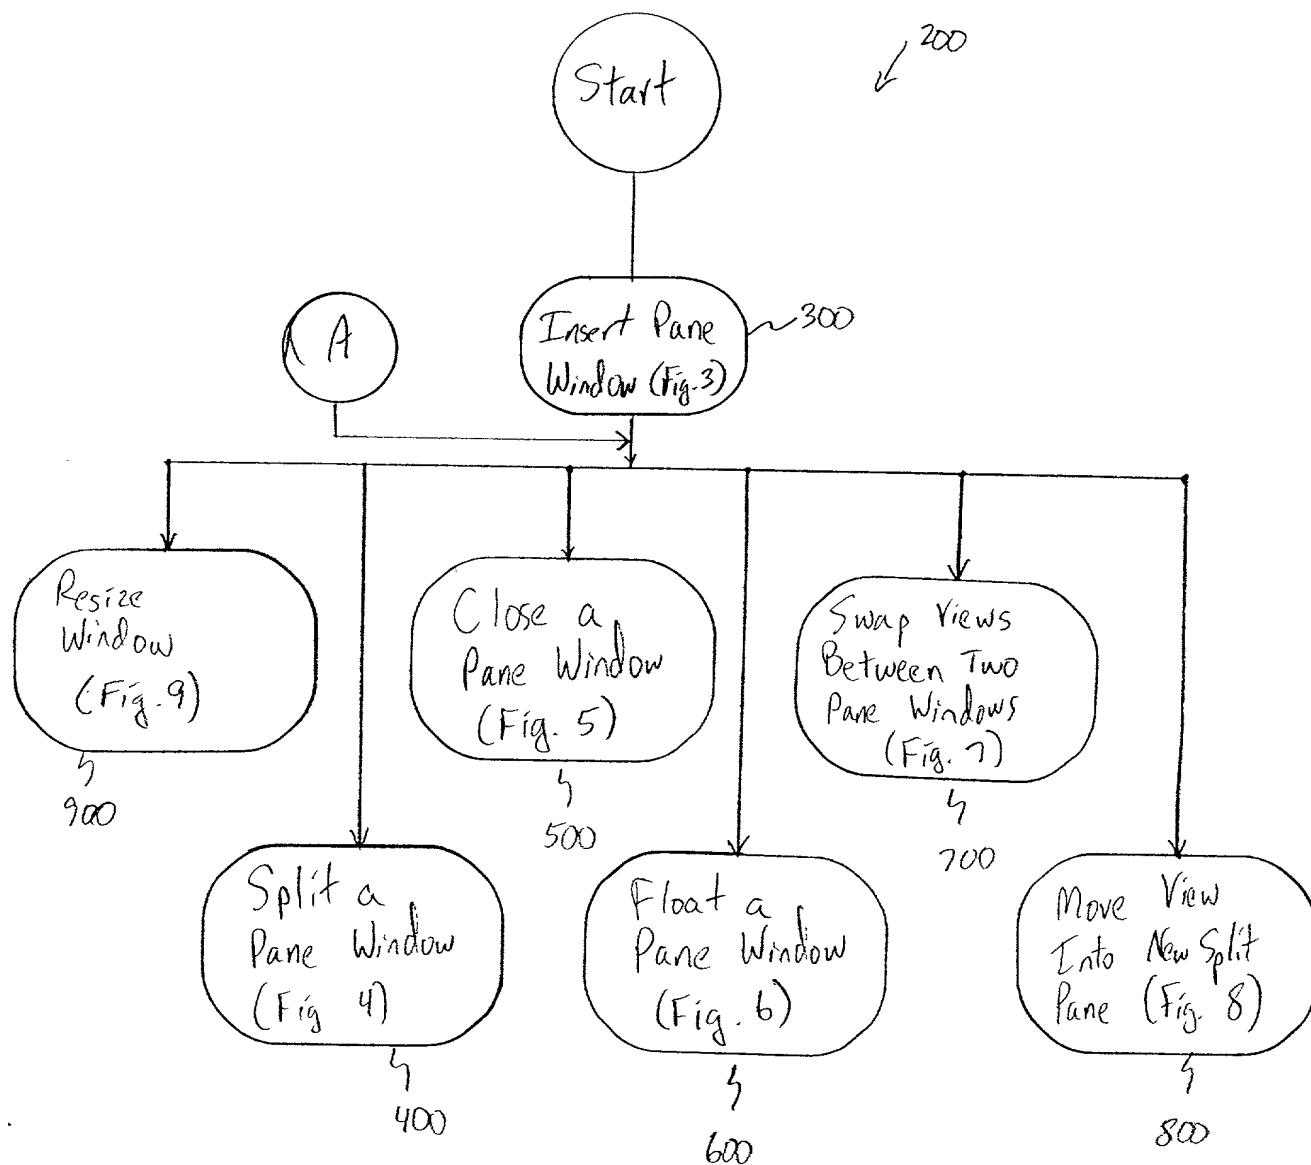 200
Start
Insert Pane
Window (Fig. 3)
300
A
Resize
Window
(Fig. 9)
900
Close a
Pane Window
(Fig. 5)
500
Swap Views
Between Two
Pane Windows
(Fig. 7)
700
Split a
Pane Window
(Fig 4)
400
Float a
Pane Window
(Fig. 6)
600
Move View
Into New Split
Pane (Fig. 8)
800